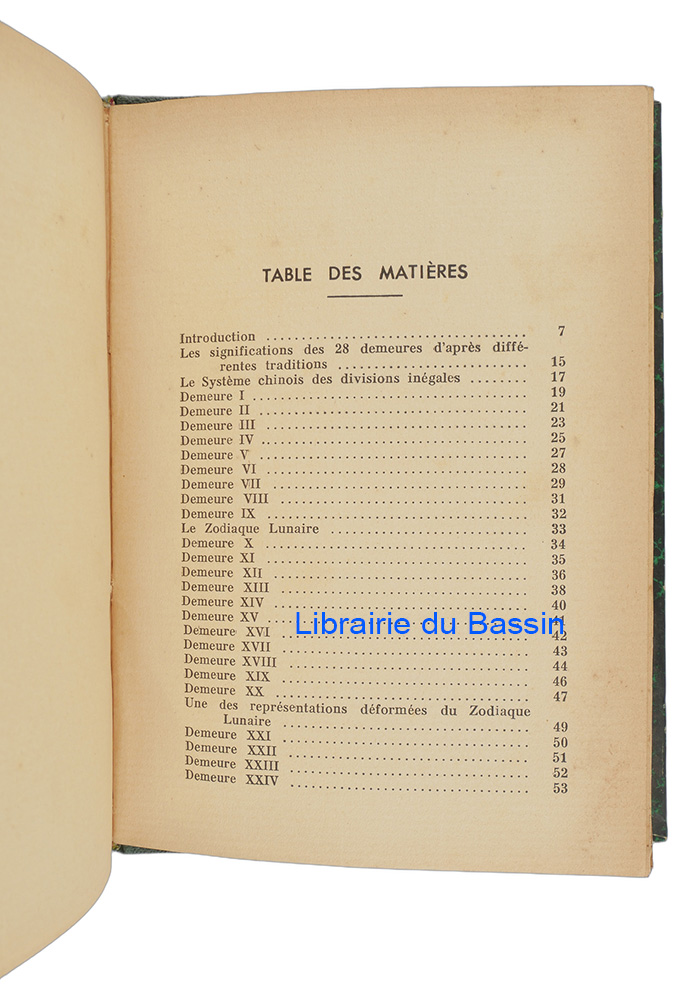 TABLE DES MATIÈRES
Introduction ..................................... 7
Les significations des 28 demeures d'après diffé-
rentes traditions ........................... 15
Le Système chinois des divisions inégales ........ 17
Demeure I ....................................... 19
Demeure II ...................................... 21
Demeure III ..................................... 23
Demeure IV ...................................... 25
Demeure V ....................................... 27
Demeure VI ...................................... 28
Demeure VII ..................................... 29
Demeure VIII .................................... 31
Demeure IX ...................................... 32
Le Zodiaque Lunaire ............................. 33
Demeure X ....................................... 34
Demeure XI ...................................... 35
Demeure XII ..................................... 36
Demeure XIII .................................... 38
Demeure XIV ..................................... 40
Demeure XV
Librairie du Bassin
Demeure XVI ..................................... 42
Demeure XVII .................................... 43
Demeure XVIII ................................... 44
Demeure XIX ..................................... 46
Demeure XX ...................................... 47
Une des représentations déformées du Zodiaque
Lunaire ..................................... 49
Demeure XXI ..................................... 50
Demeure XXII .................................... 51
Demeure XXIII ................................... 52
Demeure XXIV .................................... 53